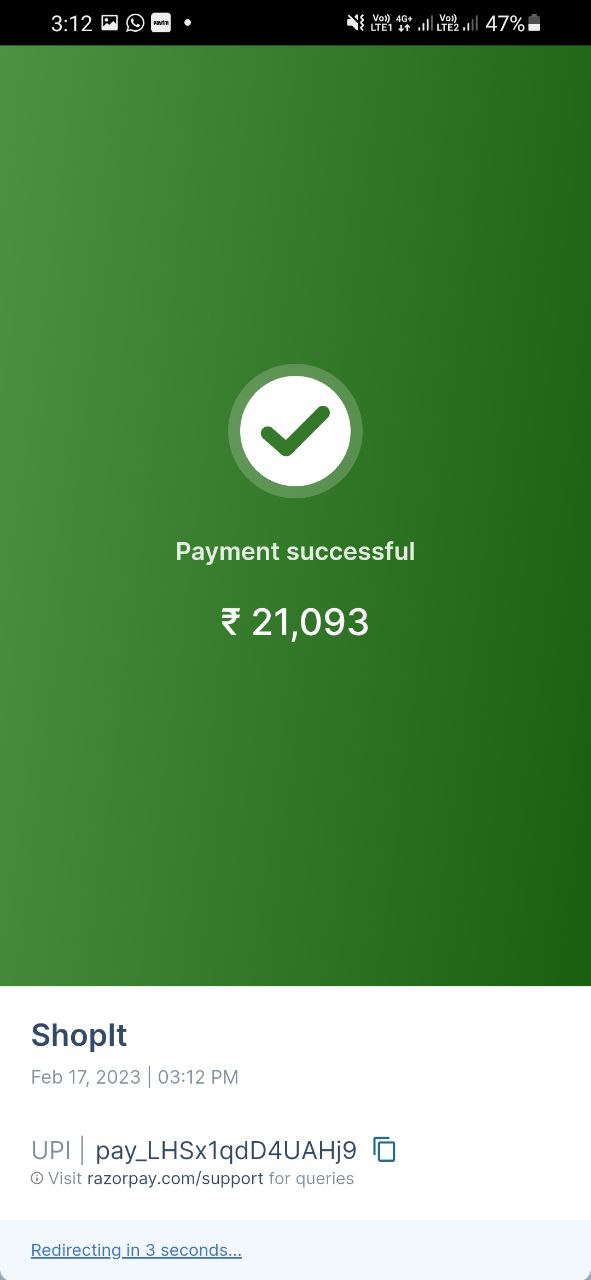 3:12 paytm Vo)) LTE1 4G+ Vo)) LTE2 47%
Payment successful
₹ 21,093
ShopIt
Feb 17, 2023 | 03:12 PM
UPI | pay_LHSx1qdD4UAHj9
Visit razorpay.com/support for queries
Redirecting in 3 seconds...